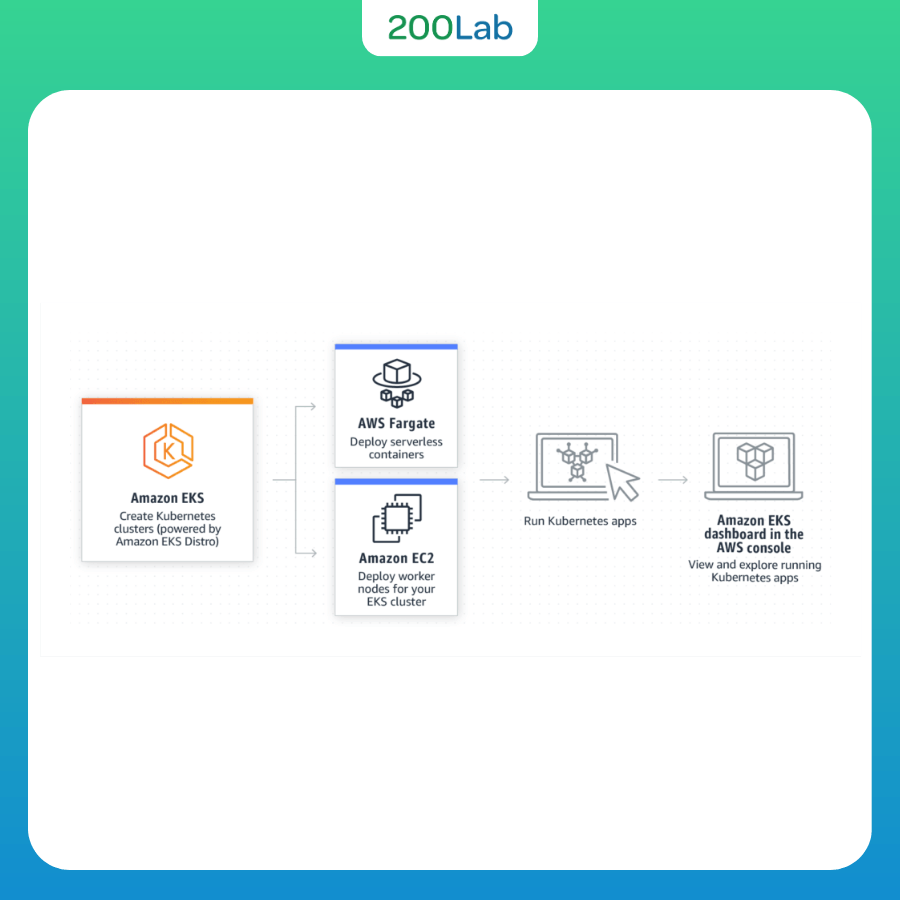 200Lab
Amazon EKS
Create Kubernetes
clusters (powered by
Amazon EKS Distro)
AWS Fargate
Deploy serverless
containers
Amazon EC2
Deploy worker
nodes for your
EKS cluster
Run Kubernetes apps
Amazon EKS
dashboard in the
AWS console
View and explore running
Kubernetes apps